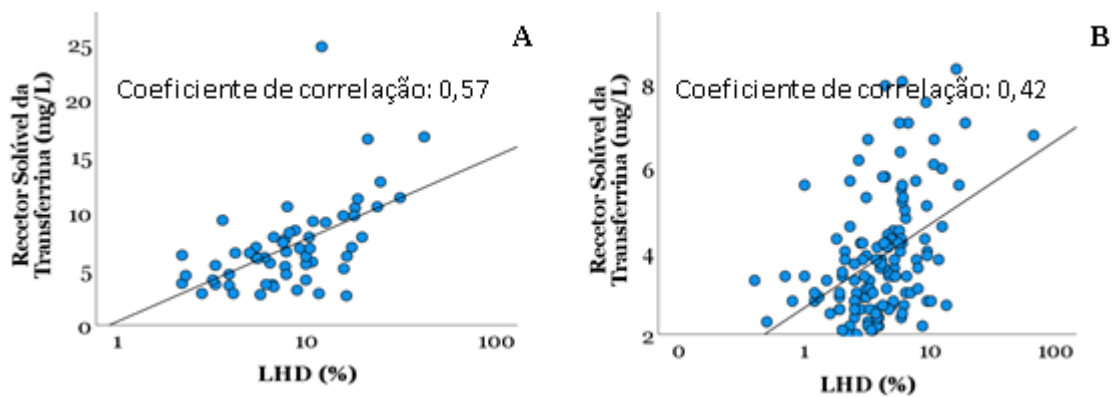 A
Coeficiente de correlação: 0,57
Recetor Solúvel da
Transferrina (mg/L)
25
20
15
10
5
0
1 10 100
LHD (%)
B
Coeficiente de correlação: 0,42
Recetor Solúvel da
Transferrina (mg/L)
8
6
4
2
0 1 10 100
LHD (%)